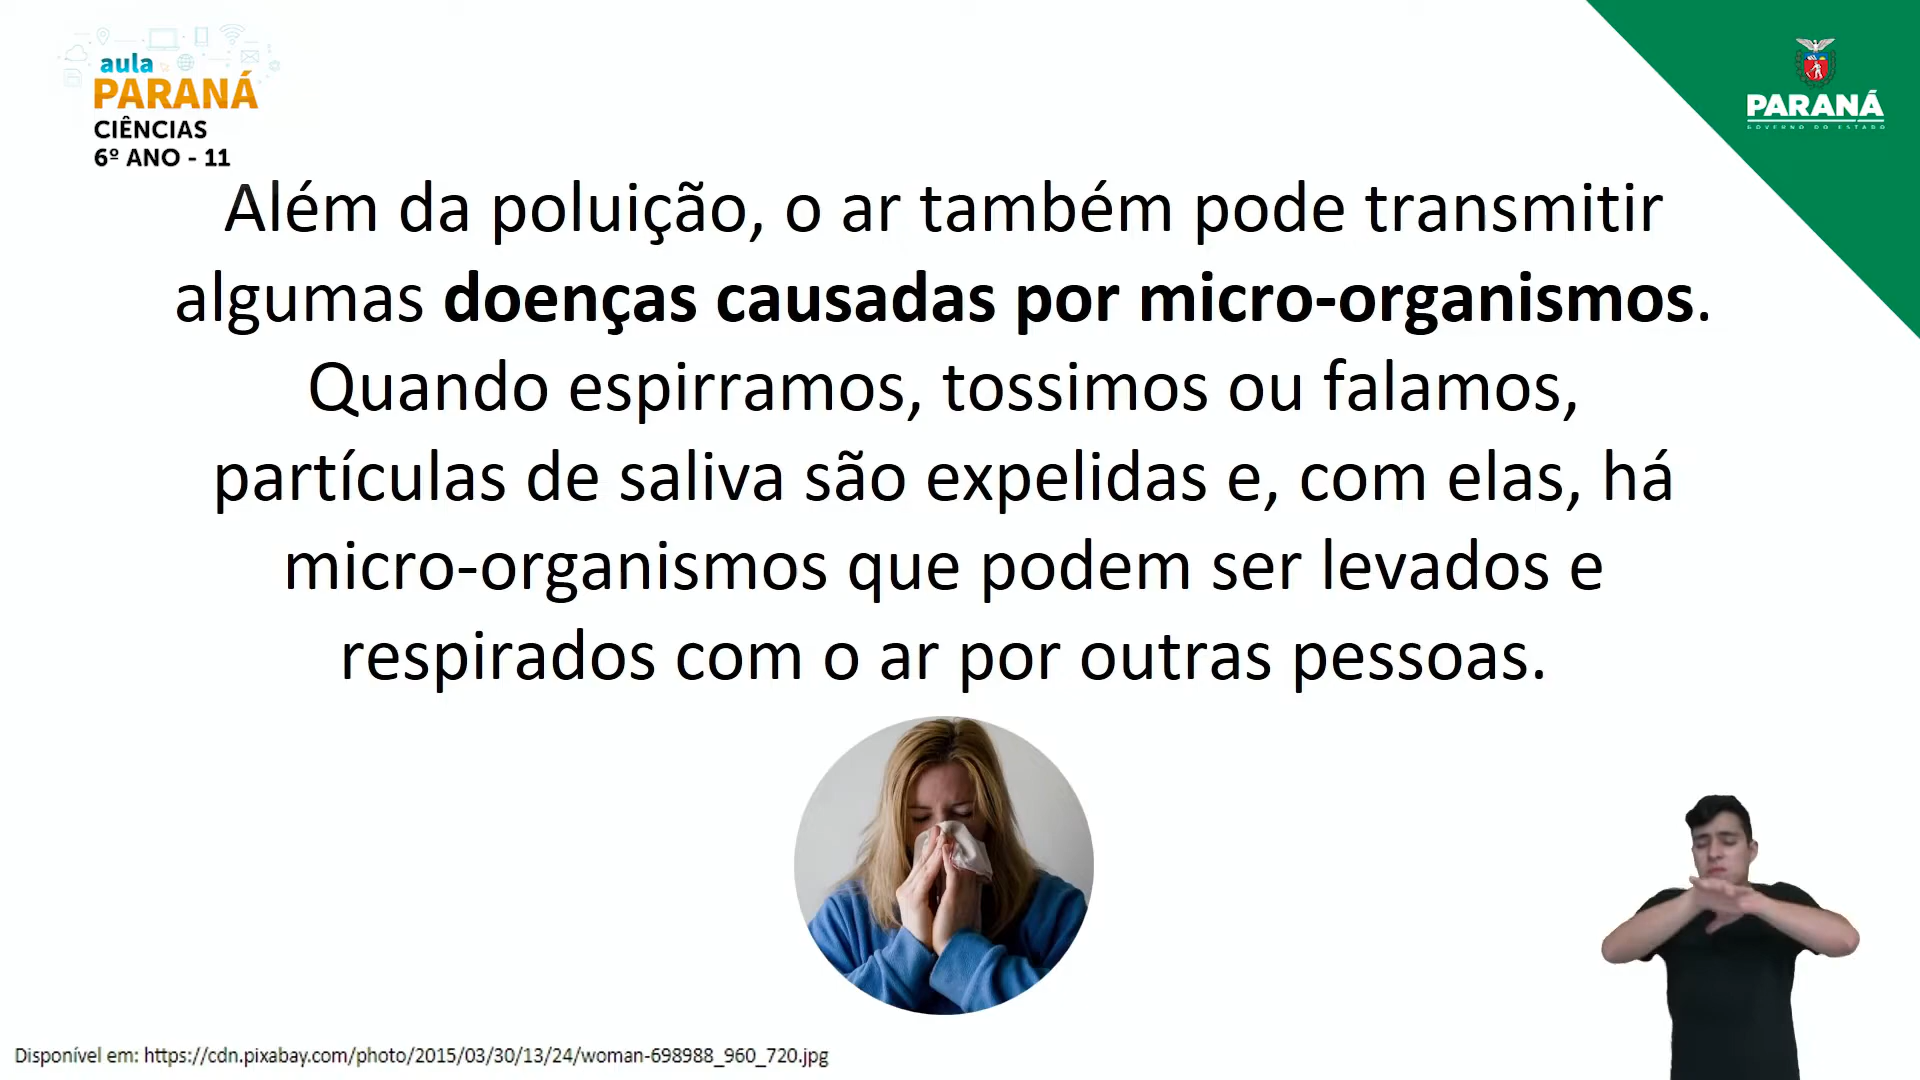 aula
PARANÁ
CIÊNCIAS
6º ANO - 11
PARANÁ
GOVERNO DO ESTADO
Além da poluição, o ar também pode transmitir
algumas doenças causadas por micro-organismos.
Quando espirramos, tossimos ou falamos,
partículas de saliva são expelidas e, com elas, há
micro-organismos que podem ser levados e
respirados com o ar por outras pessoas.
Disponível em: https://cdn.pixabay.com/photo/2015/03/30/13/24/woman-698988_960_720.jpg